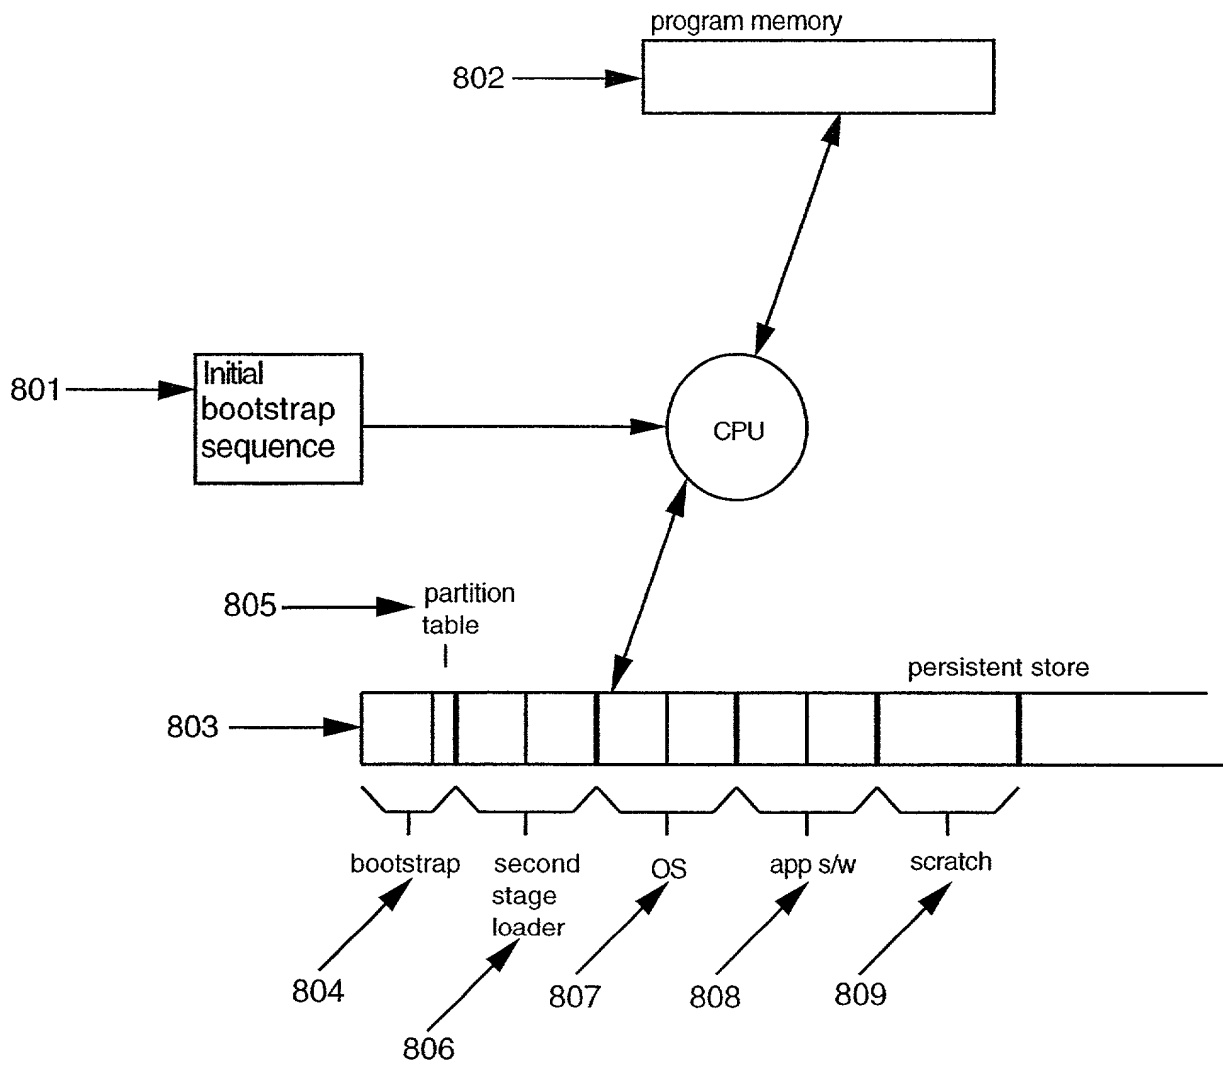 program memory
802
801
Initial
bootstrap
sequence
CPU
805
partition
table
persistent store
803
bootstrap
second
stage
loader
OS
app s/w
scratch
804
806
807
808
809